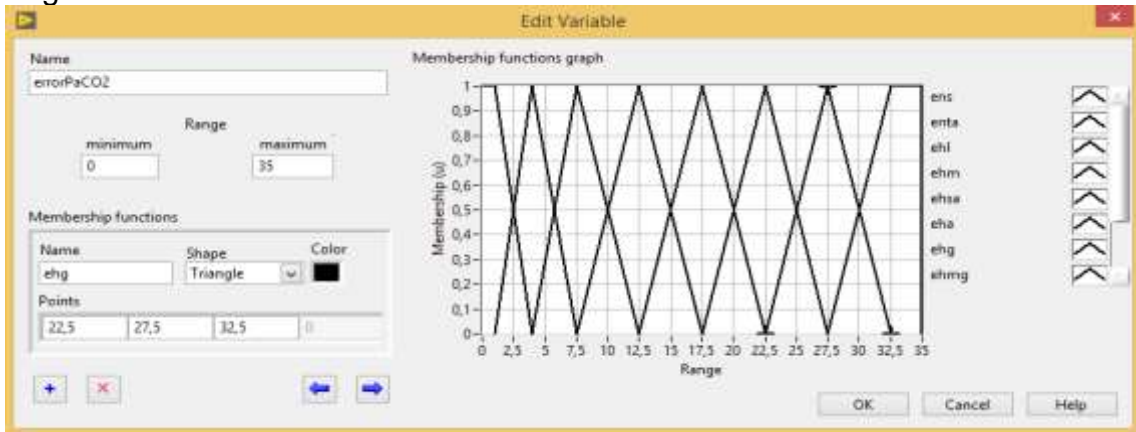 Edit Variable
Name
errorPaCO2
Range
minimum
maximum
0
35
Membership functions
Name
Shape
Color
ehg
Triangle
Points
22,5
27,5
32,5
0
Membership functions graph
Membership (u)
1
0,9
0,8
0,7
0,6
0,5
0,4
0,3
0,2
0,1
0
0 2,5 5 7,5 10 12,5 15 17,5 20 22,5 25 27,5 30 32,5 35
Range
ens
enta
ehl
ehm
ehsa
eha
ehg
ehmg
OK
Cancel
Help